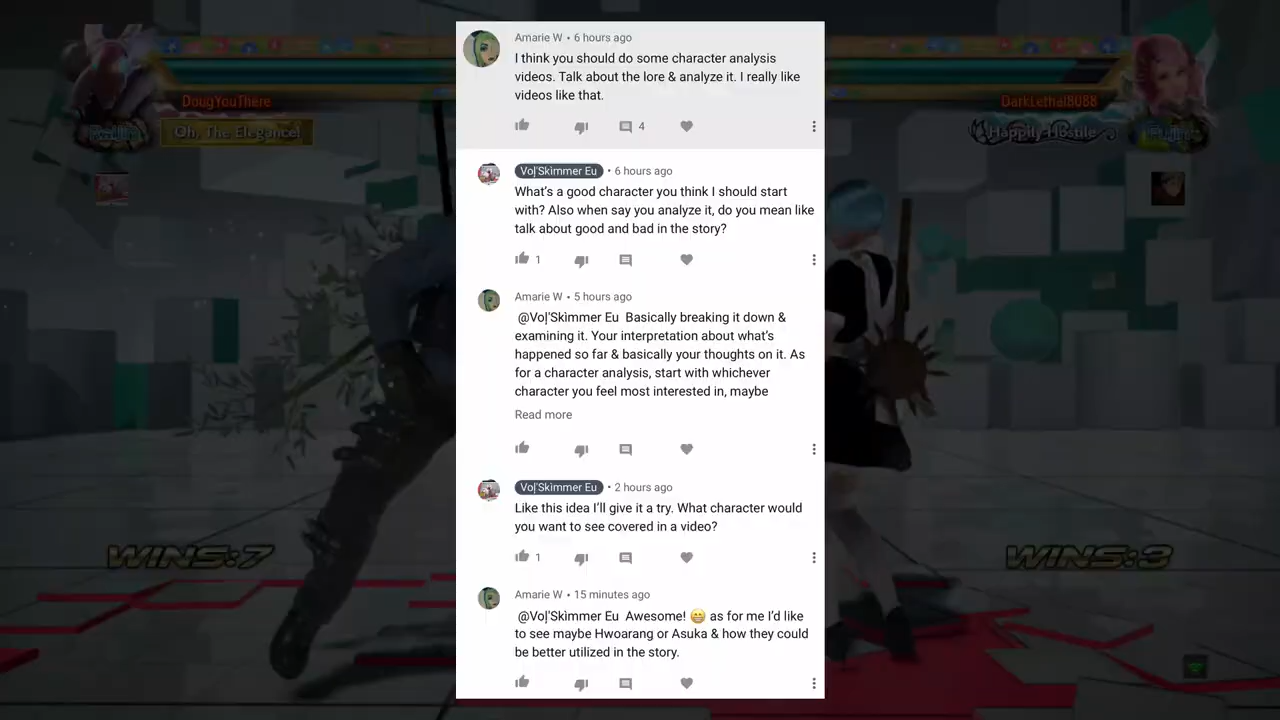 DougYouThere
Raijin
Oh, The Elegance!
DarkLethal8088
Happily Hostile
Fujin
WINS:7
WINS:3
Amarie W • 6 hours ago
I think you should do some character analysis
videos. Talk about the lore & analyze it. I really like
videos like that.
4
Vo|'Skìmmer Eu • 6 hours ago
What's a good character you think I should start
with? Also when say you analyze it, do you mean like
talk about good and bad in the story?
1
Amarie W • 5 hours ago
@Vo|'Skìmmer Eu Basically breaking it down &
examining it. Your interpretation about what's
happened so far & basically your thoughts on it. As
for a character analysis, start with whichever
character you feel most interested in, maybe
Read more
Vo|'Skìmmer Eu • 2 hours ago
Like this idea I'll give it a try. What character would
you want to see covered in a video?
1
Amarie W • 15 minutes ago
@Vo|'Skìmmer Eu Awesome! 😁 as for me I'd like
to see maybe Hwoarang or Asuka & how they could
be better utilized in the story.